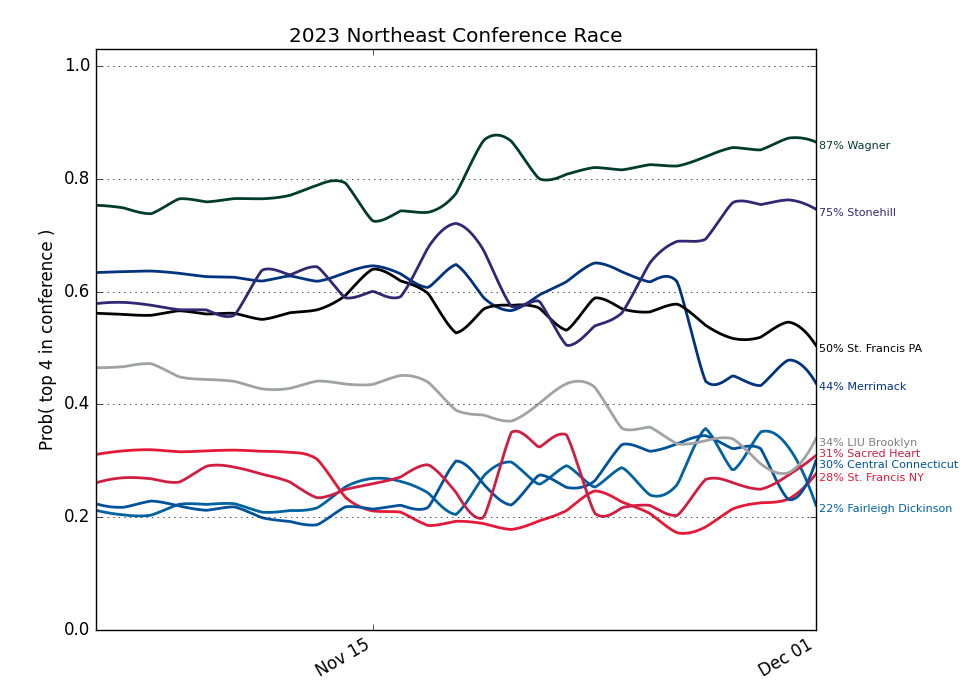 2023 Northeast Conference Race
Prob( top 4 in conference )
1.0
0.8
0.6
0.4
0.2
0.0
Nov 15
Dec 01
87% Wagner
75% Stonehill
50% St. Francis PA
44% Merrimack
34% LIU Brooklyn
31% Sacred Heart
30% Central Connecticut
28% St. Francis NY
22% Fairleigh Dickinson